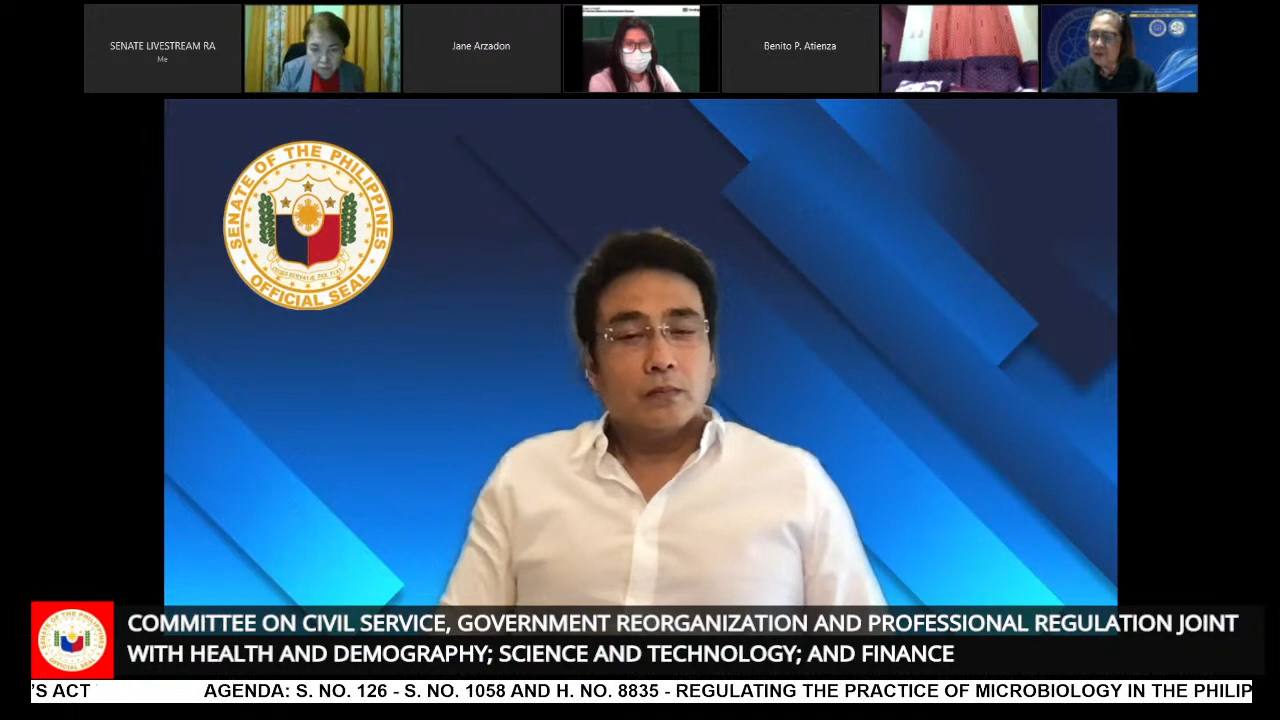 SENATE LIVESTREAM RA
Me
Jane Arzadon
Benito P. Atienza
SENATE OF THE PHILIPPINES
OFFICIAL SEAL
COMMITTEE ON CIVIL SERVICE, GOVERNMENT REORGANIZATION AND PROFESSIONAL REGULATION JOINT
WITH HEALTH AND DEMOGRAPHY; SCIENCE AND TECHNOLOGY; AND FINANCE
'S ACT AGENDA: S. NO. 126 - S. NO. 1058 AND H. NO. 8835 - REGULATING THE PRACTICE OF MICROBIOLOGY IN THE PHILIP